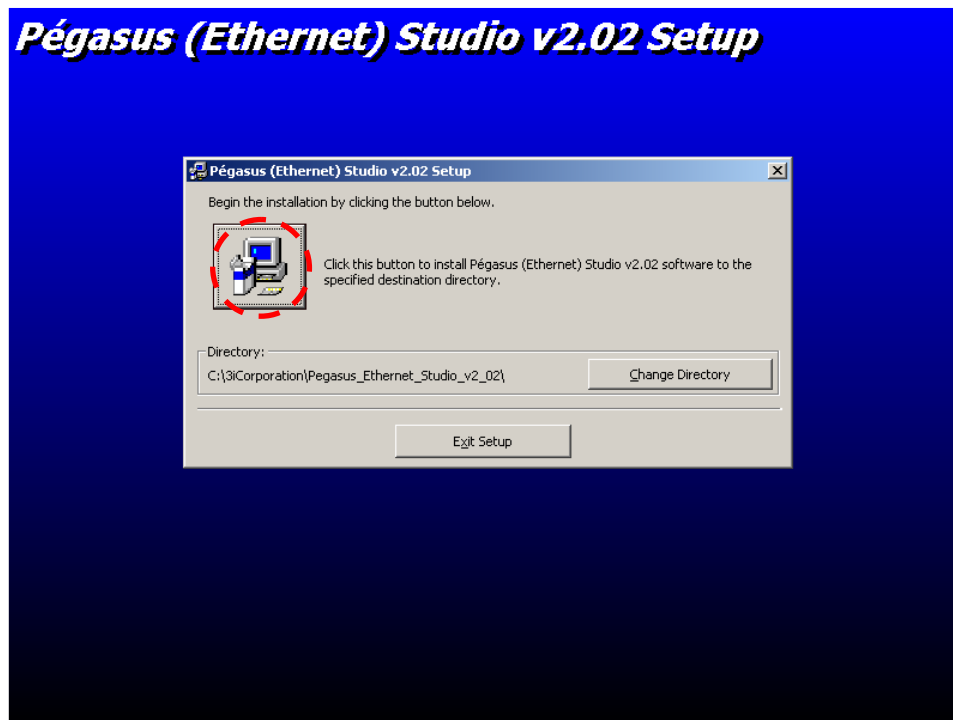 Pégasus (Ethernet) Studio v2.02 Setup
Pégasus (Ethernet) Studio v2.02 Setup
Begin the installation by clicking the button below.
Click this button to install Pégasus (Ethernet) Studio v2.02 software to the
specified destination directory.
Directory:
C:\3iCorporation\Pegasus_Ethernet_Studio_v2_02\
Change Directory
Exit Setup